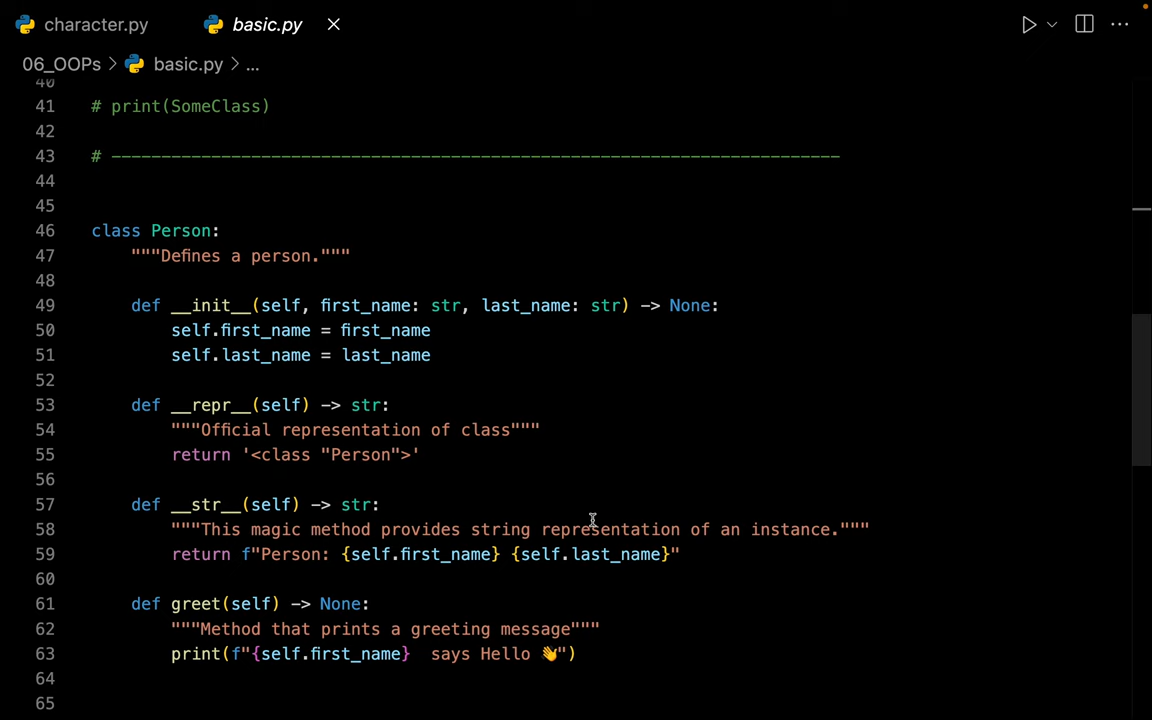 character.py basic.py
06_OOPs > basic.py > ...
40
41 # print(SomeClass)
42
43 # -------------------------------------------------------------------------
44
45
46 class Person:
47     """Defines a person."""
48
49     def __init__(self, first_name: str, last_name: str) -> None:
50         self.first_name = first_name
51         self.last_name = last_name
52
53     def __repr__(self) -> str:
54         """Official representation of class"""
55         return '<class "Person">'
56
57     def __str__(self) -> str:
58         """This magic method provides string representation of an instance."""
59         return f"Person: {self.first_name} {self.last_name}"
60
61     def greet(self) -> None:
62         """Method that prints a greeting message"""
63         print(f"{self.first_name}  says Hello 👋")
64
65